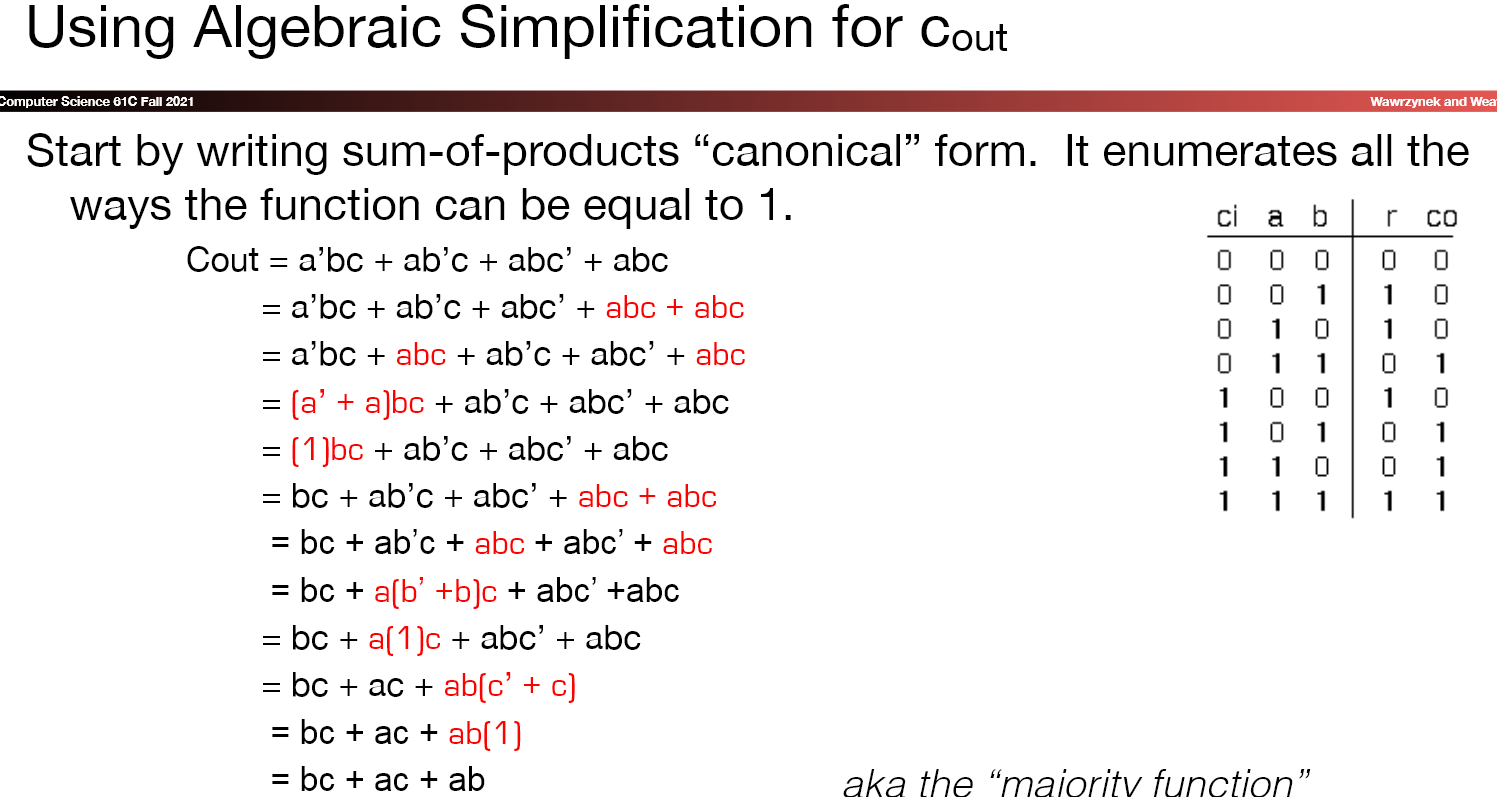 Using Algebraic Simplification for cout
Computer Science 61C Fall 2021
Wawrzynek and
Start by writing sum-of-products “canonical” form. It enumerates all the
ways the function can be equal to 1.
Cout = a’bc + ab’c + abc’ + abc
= a’bc + ab’c + abc’ + abc + abc
= a’bc + abc + ab’c + abc’ + abc
= (a’ + a)bc + ab’c + abc’ + abc
= (1)bc + ab’c + abc’ + abc
= bc + ab’c + abc’ + abc + abc
= bc + ab’c + abc + abc’ + abc
= bc + a(b’ +b)c + abc’ +abc
= bc + a(1)c + abc’ + abc
= bc + ac + ab(c’ + c)
= bc + ac + ab(1)
= bc + ac + ab
ci a b r co
0 0 0 0 0
0 0 1 1 0
0 1 0 1 0
0 1 1 0 1
1 0 0 1 0
1 0 1 0 1
1 1 0 0 1
1 1 1 1 1
aka the “majority function”